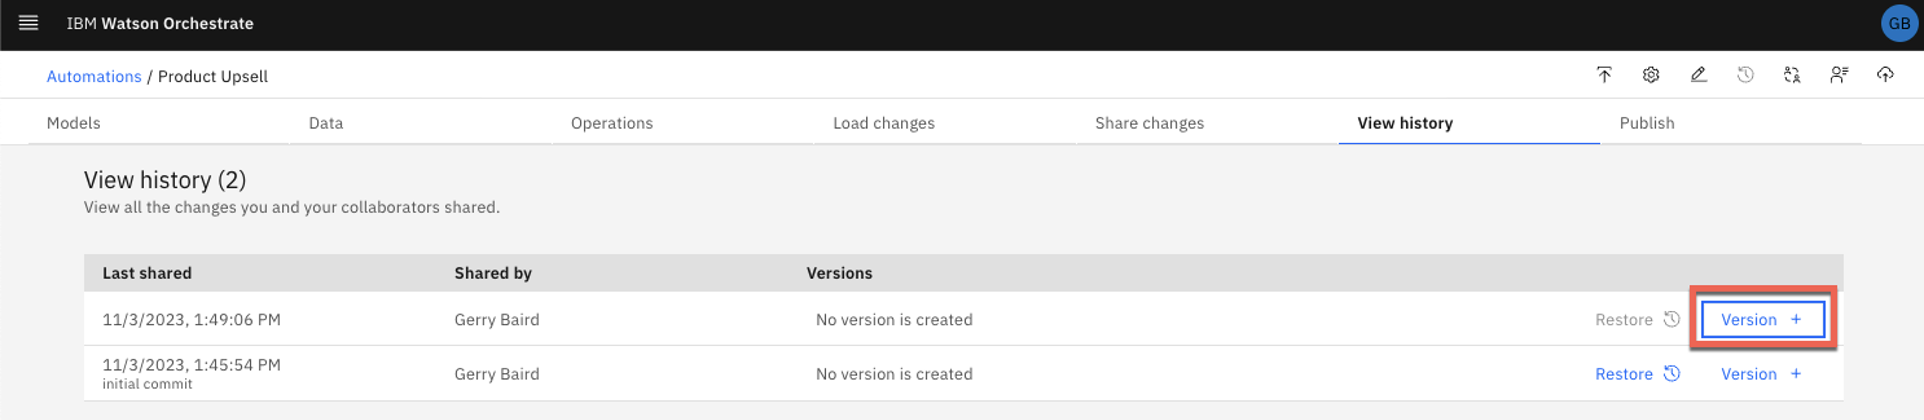 IBM Watson Orchestrate
GB
Automations / Product Upsell
Models Data Operations Load changes Share changes View history Publish
View history (2)
View all the changes you and your collaborators shared.
Last shared Shared by Versions
11/3/2023, 1:49:06 PM Gerry Baird No version is created Restore Version +
11/3/2023, 1:45:54 PM Gerry Baird No version is created Restore Version +
initial commit